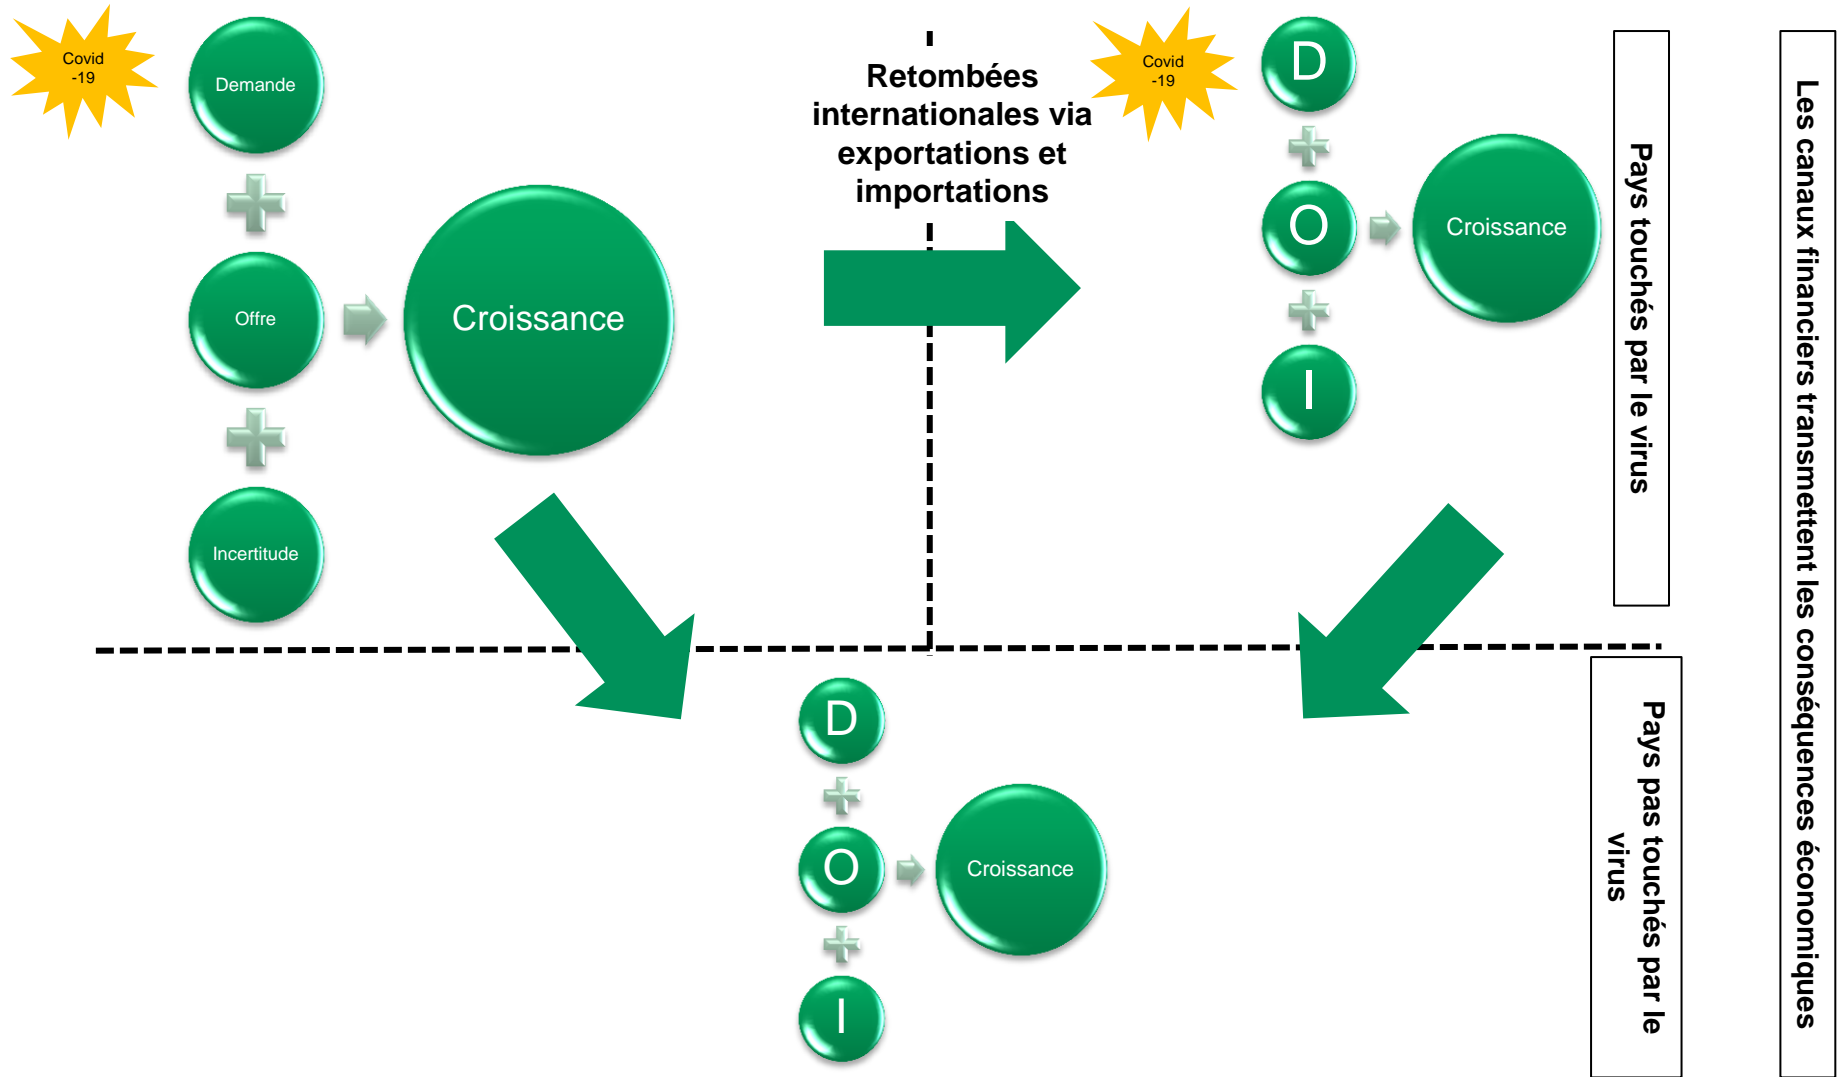 Covid
-19
Demande
Offre
Incertitude
Croissance
Retombées
internationales via
exportations et
importations
Covid
-19
D
O
I
Croissance
Pays touchés par le virus
D
O
I
Croissance
Pays pas touchés par le
virus
Les canaux financiers transmettent les conséquences économiques